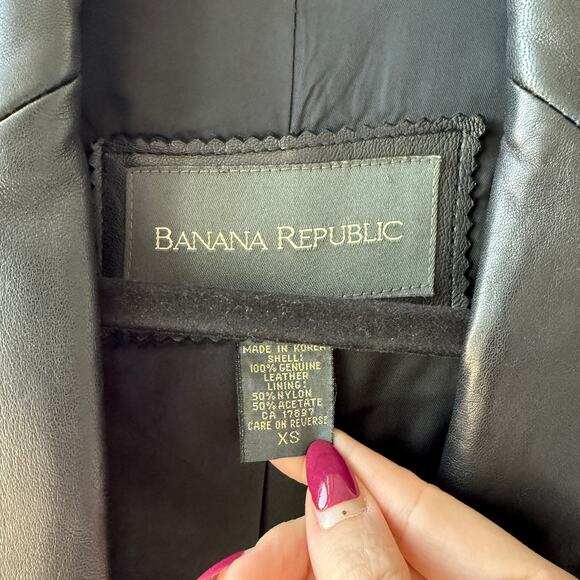 BANANA REPUBLIC
MADE IN KOREA
SHELL:
100% GENUINE
LEATHER
LINING:
50% NYLON
50% ACETATE
CA 17897
CARE ON REVERSE
XS